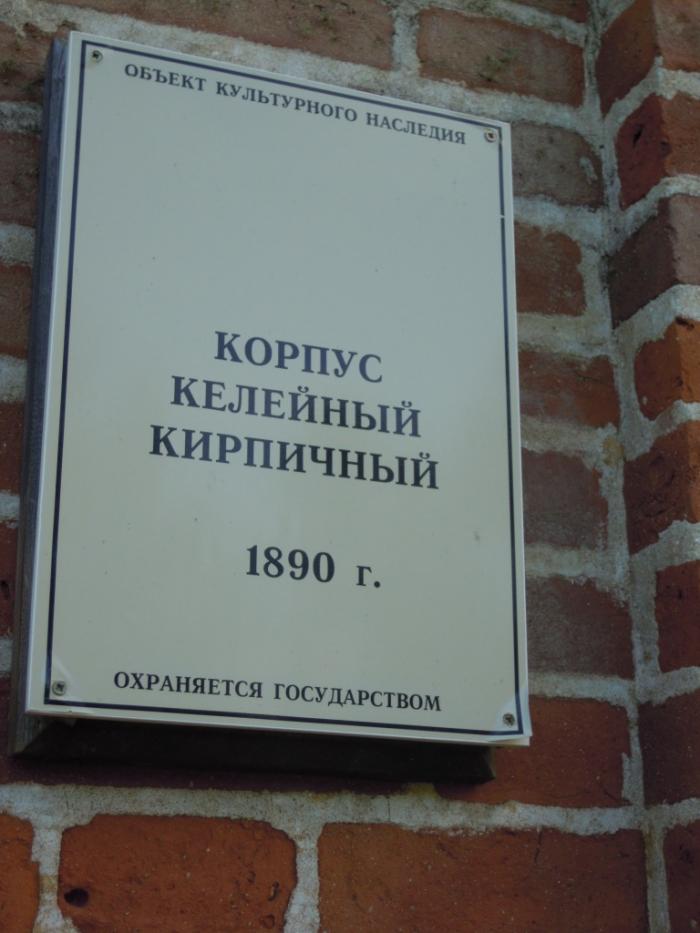 ОБЪЕКТ КУЛЬТУРНОГО НАСЛЕДИЯ
КОРПУС
КЕЛЕЙНЫЙ
КИРПИЧНЫЙ
1890 г.
ОХРАНЯЕТСЯ ГОСУДАРСТВОМ